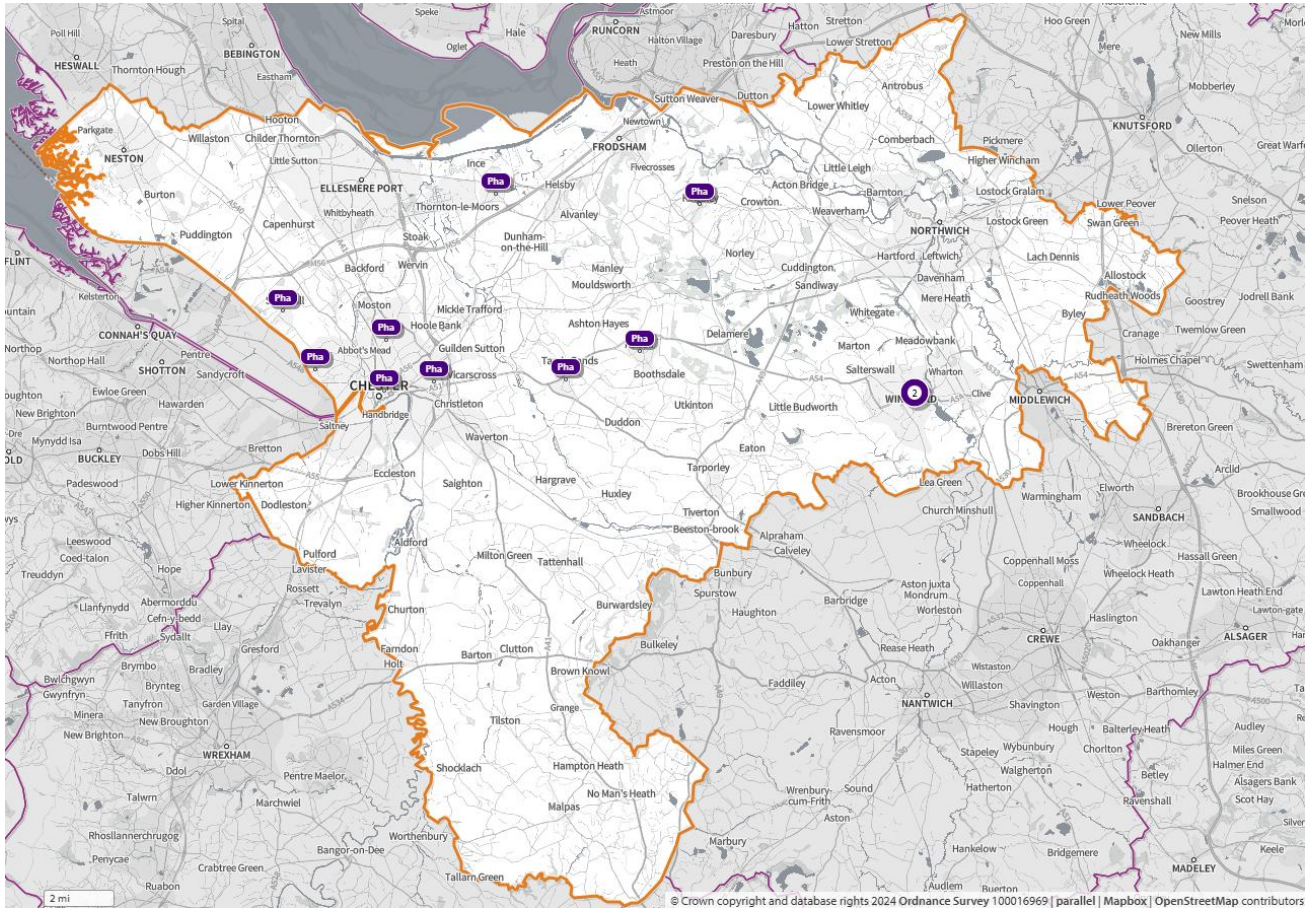 Speke
Astmoor
Hatton
Stretton
Hoo Green
New Mills
Poll Hill
Spital
Oglet
Hale
RUNCORN
Halton Village
Daresbury
Lower Stretton
Mere
HESWALL
BEBINGTON
Heath
Preston on the Hill
Mobberley
Thornton Hough
Eastham
Sutton Weaver
Dutton
Antrobus
Lower Whitley
KNUTSFORD
Hooton
Newtown
Parkgate
Willaston
Childer Thornton
FRODSHAM
Comberbach
Pickmere
Ollerton
NESTON
Little Sutton
Ince
Fivecrosses
Little Leigh
Higher Wincham
Pha
Helsby
Pha
Acton Bridge
Barnton
Lostock Gralam
Snelson
Burton
ELLESMERE PORT
Thornton-le-Moors
Crowton
Weaverham
Lower Peover
Whitbyheath
Alvanley
Lostock Green
Swan Green
Peover Heath
Capenhurst
NORTHWICH
Puddington
Stoak
Dunham-
on-the-Hill
Norley
Hartford
Leftwich
Lach Dennis
FLINT
Backford
Wervin
Manley
Cuddington
Davenham
Allostock
Kelsterton
Mouldsworth
Sandiway
Mere Heath
Rudheath Woods
Goostrey
Jodrell Bank
Pha
Moston
Mickle Trafford
Whitegate
Byley
CONNAH'S QUAY
Pha
Hoole Bank
Ashton Hayes
Pha
Delamere
Cranage
Twemlow Green
Northop
Pentre
Abbot's Mead
Guilden Sutton
Marton
Meadowbank
Holmes Chapel
Northop Hall
SHOTTON
Pha
Pha
Pha
Boothsdale
Salterswall
Wharton
Swettenham
Sandycroft
CHESTER
Pha
Vicarscross
2
Clive
MIDDLEWICH
Ewloe Green
Hawarden
Handbridge
Christleton
Utkinton
Little Budworth
New Brighton
Saltney
Duddon
Brereton Green
Burntwood Pentre
Waverton
Eaton
Mynydd Isa
Dobs Hill
Bretton
BUCKLEY
Eccleston
Tarporley
Arclid
Padeswood
Lower Kinnerton
Saighton
Hargrave
Lea Green
Elworth
Higher Kinnerton
Dodleston
Huxley
Warmingham
Church Minshull
SANDBACH
Smallwood
Tiverton
Beeston-brook
Leeswood
Aldford
Alpraham
Wheelock
Coed-talon
Hope
Pulford
Milton Green
Tattenhall
Calveley
Coppenhall Moss
Hassall Green
Treuddyn
Lavister
Bunbury
Coppenhall
Wheelock Heath
Rossett
Spurstow
Aston juxta
Mondrum
Lawton Heath End
Llanfynydd
Abermorddu
Trevalyn
Churton
Burwardsley
Haughton
Barbridge
Worleston
Haslington
Cefn-y-bedd
Llay
Ffrith
Sydallt
CREWE
ALSAGER
Gresford
Farndon
Bulkeley
Rease Heath
Oakhanger
Brymbo
Bradley
Holt
Barton
Clutton
Wistaston
Bwlchgwyn
Brynteg
Brown Knowl
Faddiley
Acton
Willaston
Weston
Barthomley
Gwynfryn
Tanyfron
Garden Village
Grange
NANTWICH
Shavington
Minera
New Broughton
Tilston
Ravensmoor
Hough
Balterley Heath
Audley
New Brighton
WREXHAM
Stapeley
Wybunbury
Chorlton
Miles Green
Shocklach
Hampton Heath
Walgherton
Halmer End
Ddol
Pentre Maelor
Betley
Alsagers Bank
Talwrn
Marchwiel
No Man's Heath
Wrenbury-
cum-Frith
Sound
Hatherton
Ravenshall
Scot Hay
Malpas
Aston
Rhosllannerchrugog
Worthenbury
Marbury
Hankelow
Bridgemere
Keele
Penycae
Bangor-on-Dee
Crabtree Green
Tallarn Green
MADELEY
Ruabon
Audlem
Buerton
2 mi
© Crown copyright and database rights 2024 Ordnance Survey 100016969 | parallel | Mapbox | OpenStreetMap contributors